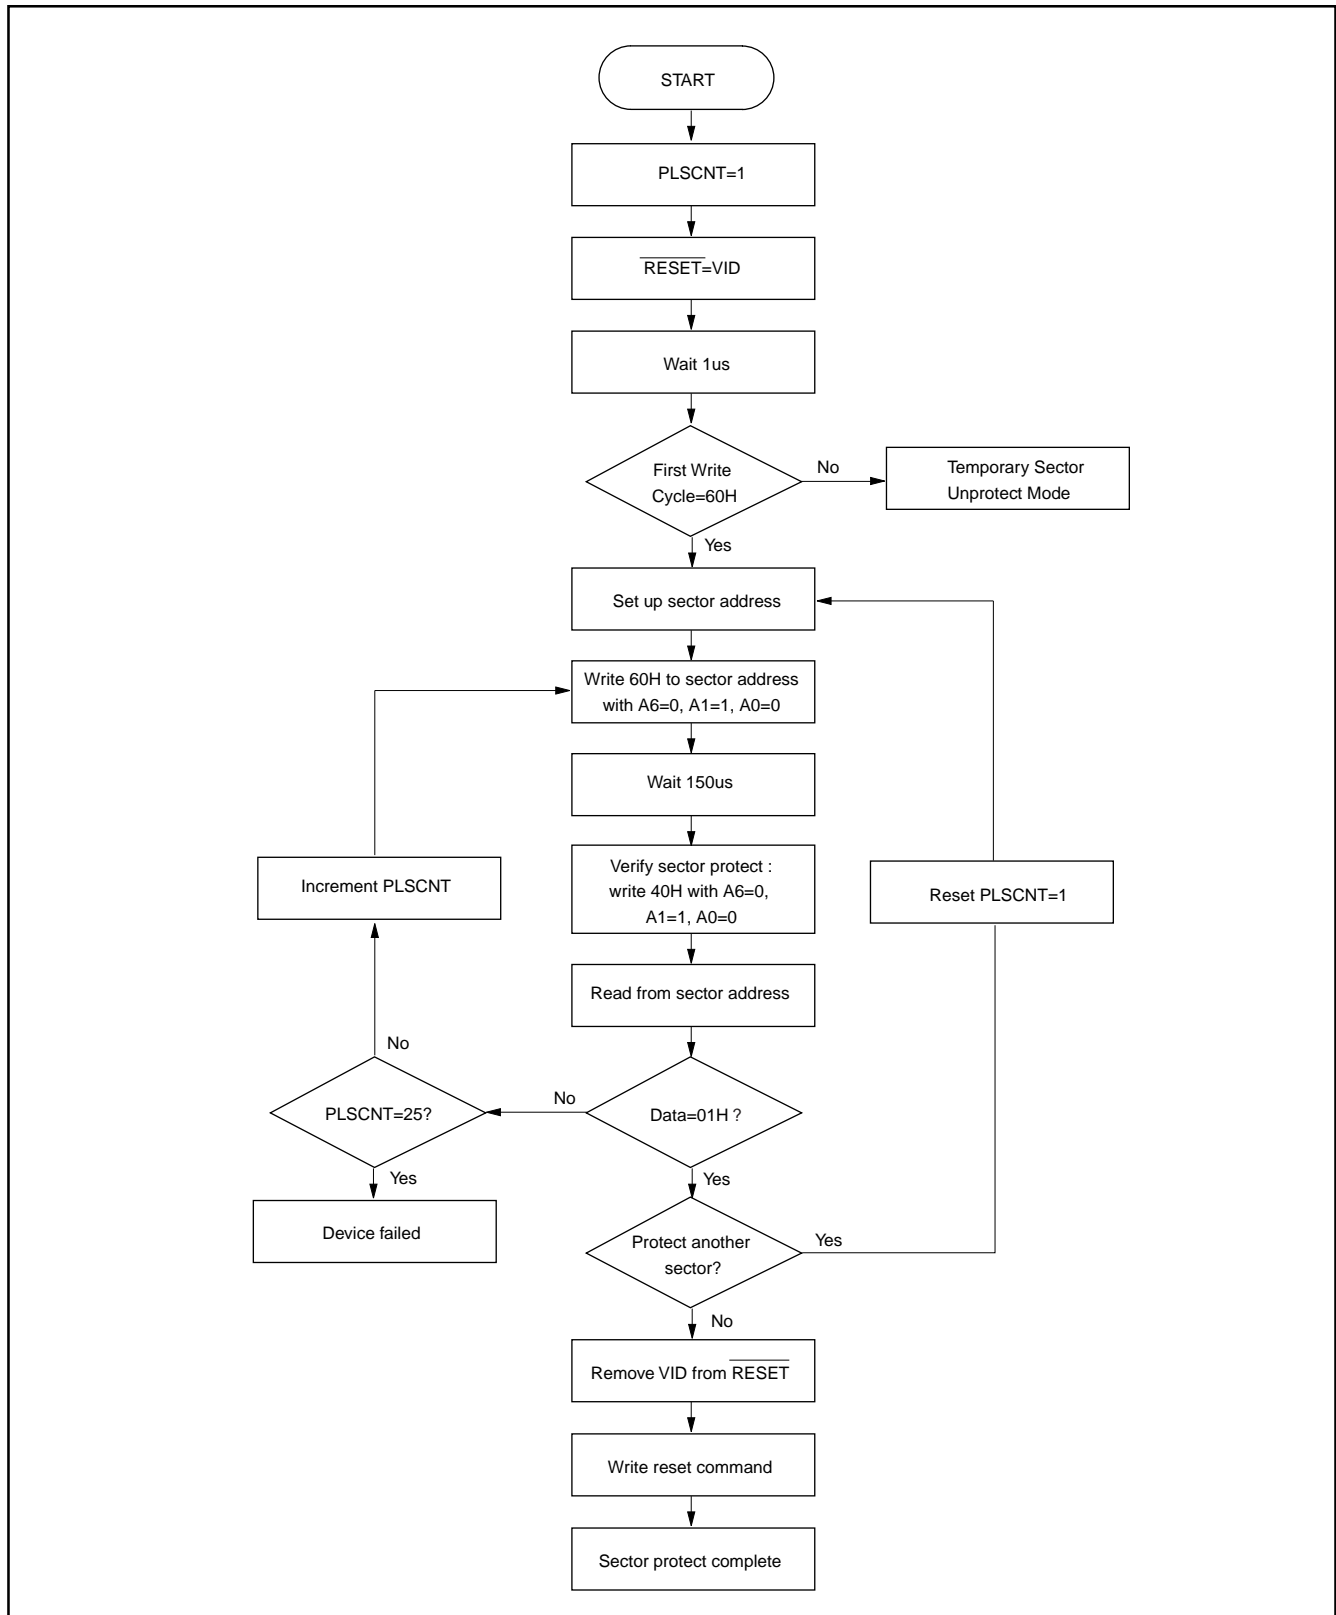 START
PLSCNT=1
RESET=VID
Wait 1us
First Write
Cycle=60H
No
Temporary Sector
Unprotect Mode
Yes
Set up sector address
Write 60H to sector address
with A6=0, A1=1, A0=0
Wait 150us
Verify sector protect :
write 40H with A6=0,
A1=1, A0=0
Increment PLSCNT
Reset PLSCNT=1
Read from sector address
No
PLSCNT=25?
No
Data=01H ?
Yes
Device failed
Yes
Protect another
sector?
Yes
No
Remove VID from RESET
Write reset command
Sector protect complete